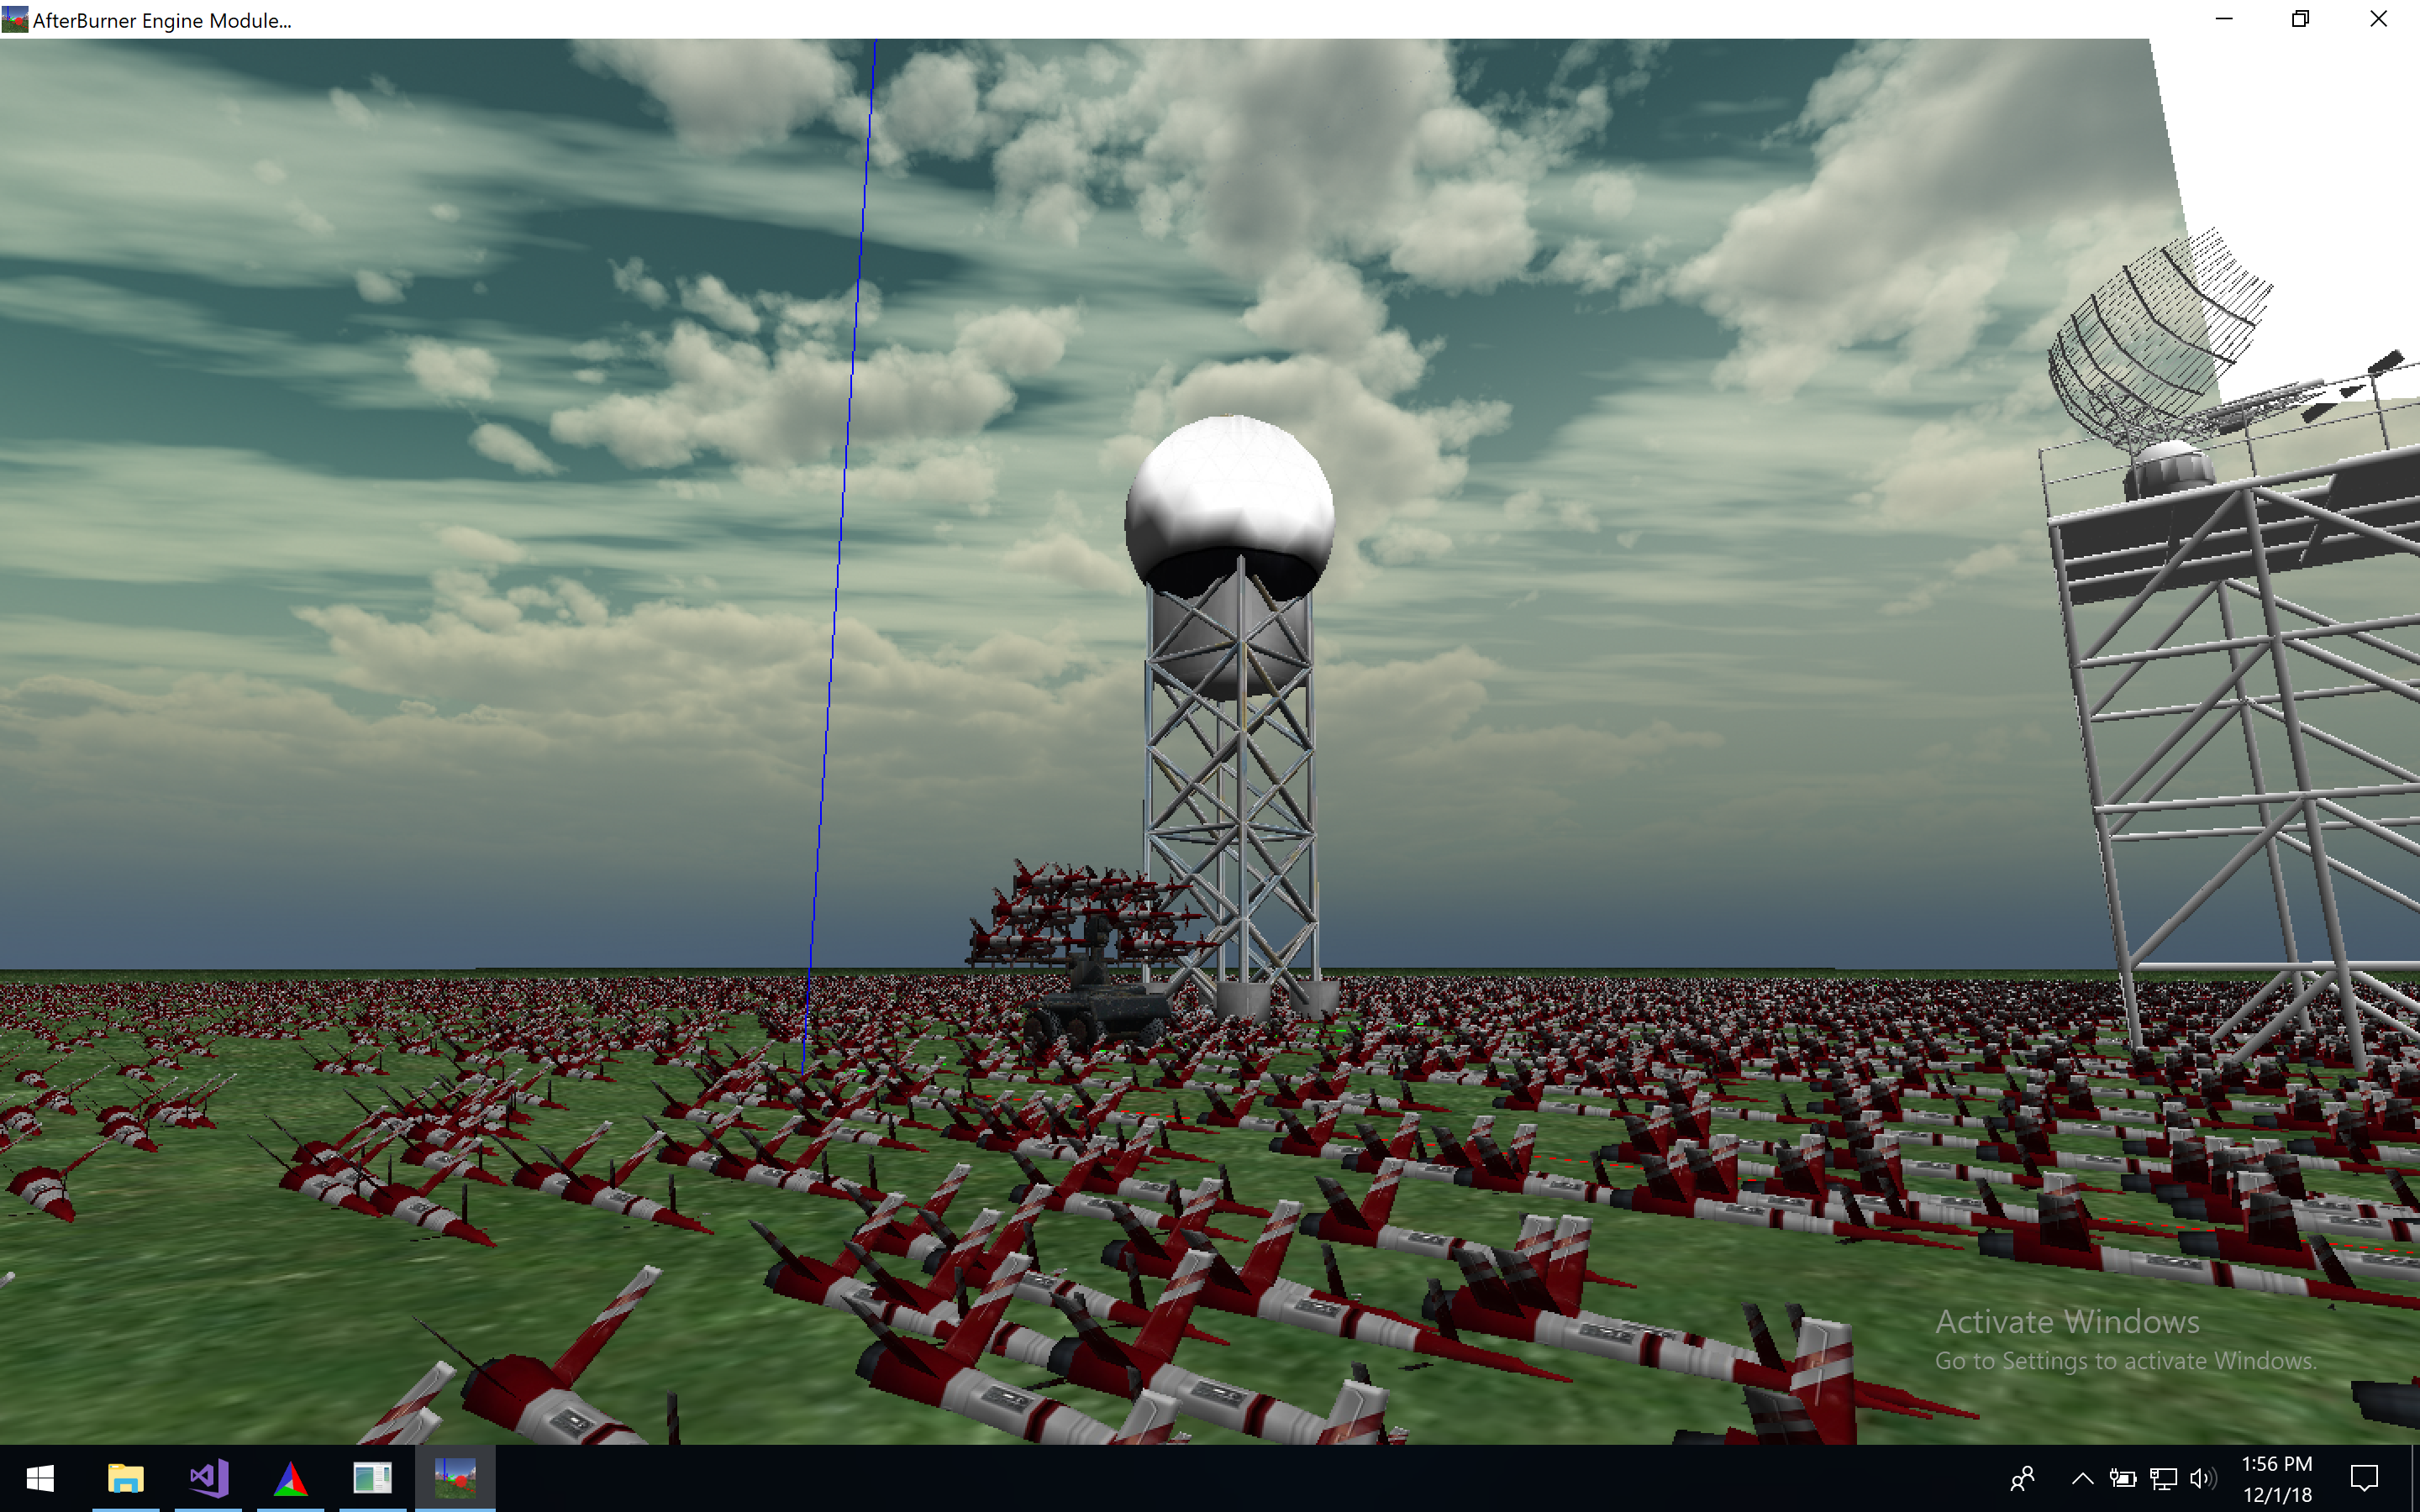 AfterBurner Engine Module...
Activate Windows
Go to Settings to activate Windows.
1:56 PM
12/1/18